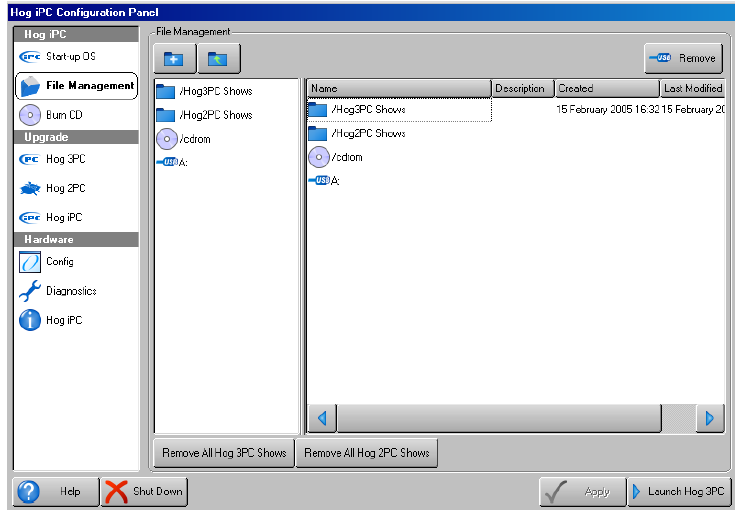 Hog iPC Configuration Panel
Hog iPC
Start-up OS
File Management
Burn CD
Upgrade
Hog 3PC
Hog 2PC
Hog iPC
Hardware
Config
Diagnostics
Hog iPC
File Management
USB Remove
/Hog3PC Shows
/Hog2PC Shows
/cdrom
USB A:
Name Description Created Last Modified
/Hog3PC Shows 15 February 2005 16:32 15 February 20
/Hog2PC Shows
/cdrom
USB A:
Remove All Hog 3PC Shows Remove All Hog 2PC Shows
Help Shut Down Apply Launch Hog 3PC